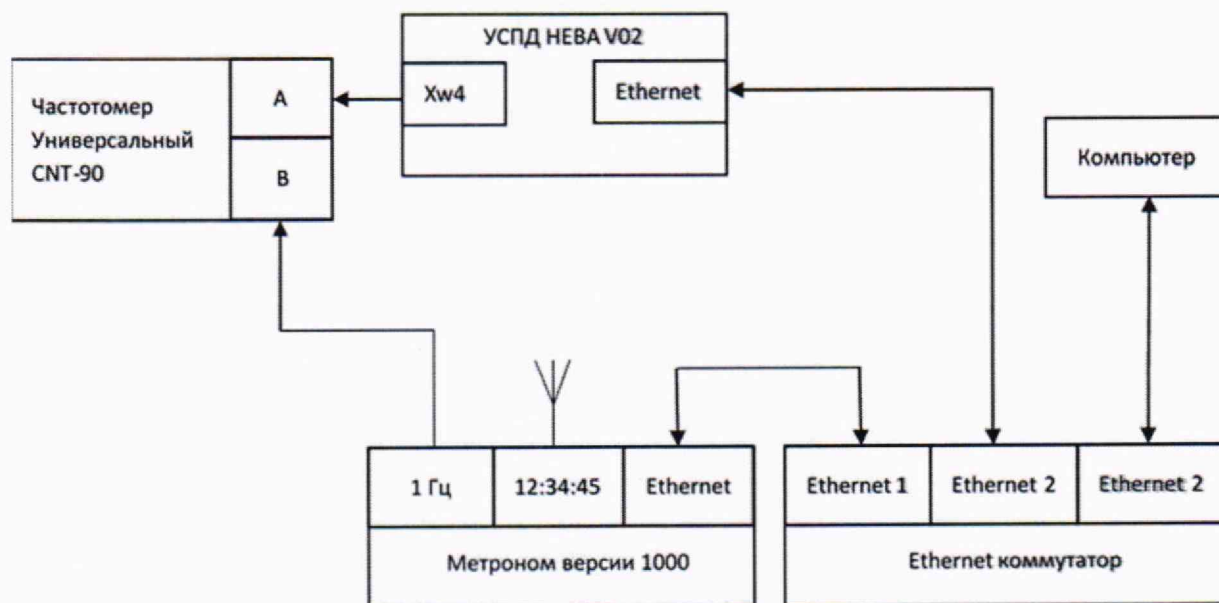 УСПД НЕВА V02
Xw4
Ethernet
Частотомер
Универсальный
CNT-90
A
B
Компьютер
1 Гц
12:34:45
Ethernet
Метроном версии 1000
Ethernet 1
Ethernet 2
Ethernet 2
Ethernet коммутатор